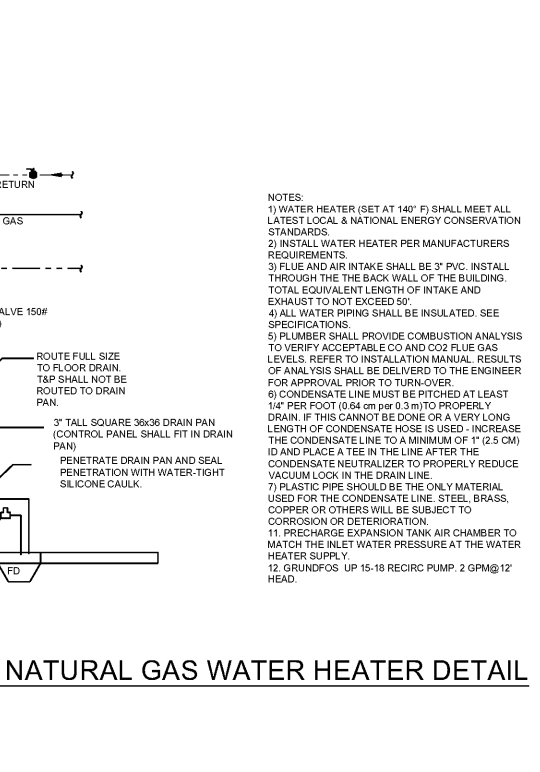 RETURN
GAS
ALVE 150#
ROUTE FULL SIZE
TO FLOOR DRAIN.
T&P SHALL NOT BE
ROUTED TO DRAIN
PAN.
3" TALL SQUARE 36x36 DRAIN PAN
(CONTROL PANEL SHALL FIT IN DRAIN
PAN)
PENETRATE DRAIN PAN AND SEAL
PENETRATION WITH WATER-TIGHT
SILICONE CAULK.
FD
NOTES:
1) WATER HEATER (SET AT 140° F) SHALL MEET ALL
LATEST LOCAL & NATIONAL ENERGY CONSERVATION
STANDARDS.
2) INSTALL WATER HEATER PER MANUFACTURERS
REQUIREMENTS.
3) FLUE AND AIR INTAKE SHALL BE 3" PVC. INSTALL
THROUGH THE THE BACK WALL OF THE BUILDING.
TOTAL EQUIVALENT LENGTH OF INTAKE AND
EXHAUST TO NOT EXCEED 50'.
4) ALL WATER PIPING SHALL BE INSULATED. SEE
SPECIFICATIONS.
5) PLUMBER SHALL PROVIDE COMBUSTION ANALYSIS
TO VERIFY ACCEPTABLE CO AND CO2 FLUE GAS
LEVELS. REFER TO INSTALLATION MANUAL. RESULTS
OF ANALYSIS SHALL BE DELIVERD TO THE ENGINEER
FOR APPROVAL PRIOR TO TURN-OVER.
6) CONDENSATE LINE MUST BE PITCHED AT LEAST
1/4" PER FOOT (0.64 cm per 0.3 m)TO PROPERLY
DRAIN. IF THIS CANNOT BE DONE OR A VERY LONG
LENGTH OF CONDENSATE HOSE IS USED - INCREASE
THE CONDENSATE LINE TO A MINIMUM OF 1" (2.5 CM)
ID AND PLACE A TEE IN THE LINE AFTER THE
CONDENSATE NEUTRALIZER TO PROPERLY REDUCE
VACUUM LOCK IN THE DRAIN LINE.
7) PLASTIC PIPE SHOULD BE THE ONLY MATERIAL
USED FOR THE CONDENSATE LINE. STEEL, BRASS,
COPPER OR OTHERS WILL BE SUBJECT TO
CORROSION OR DETERIORATION.
11. PRECHARGE EXPANSION TANK AIR CHAMBER TO
MATCH THE INLET WATER PRESSURE AT THE WATER
HEATER SUPPLY.
12. GRUNDFOS UP 15-18 RECIRC PUMP. 2 GPM@12'
HEAD.
NATURAL GAS WATER HEATER DETAIL